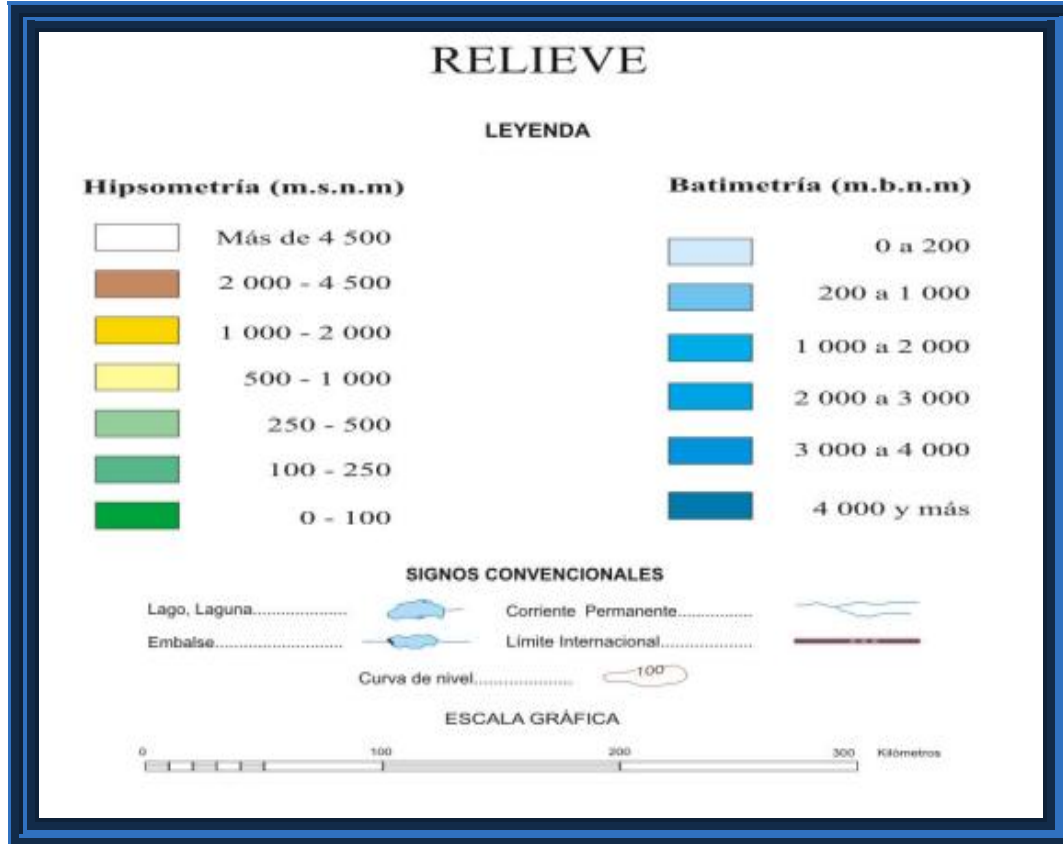 RELIEVE
LEYENDA
Hipsometría (m.s.n.m)
Más de 4 500
2 000 - 4 500
1 000 - 2 000
500 - 1 000
250 - 500
100 - 250
0 - 100
Batimetría (m.b.n.m)
0 a 200
200 a 1 000
1 000 a 2 000
2 000 a 3 000
3 000 a 4 000
4 000 y más
SIGNOS CONVENCIONALES
Lago, Laguna.....................
Corriente Permanente.................
Embalse............................
Límite Internacional.....................
Curva de nivel......................
100
ESCALA GRÁFICA
0 100 200 300 Kilómetros